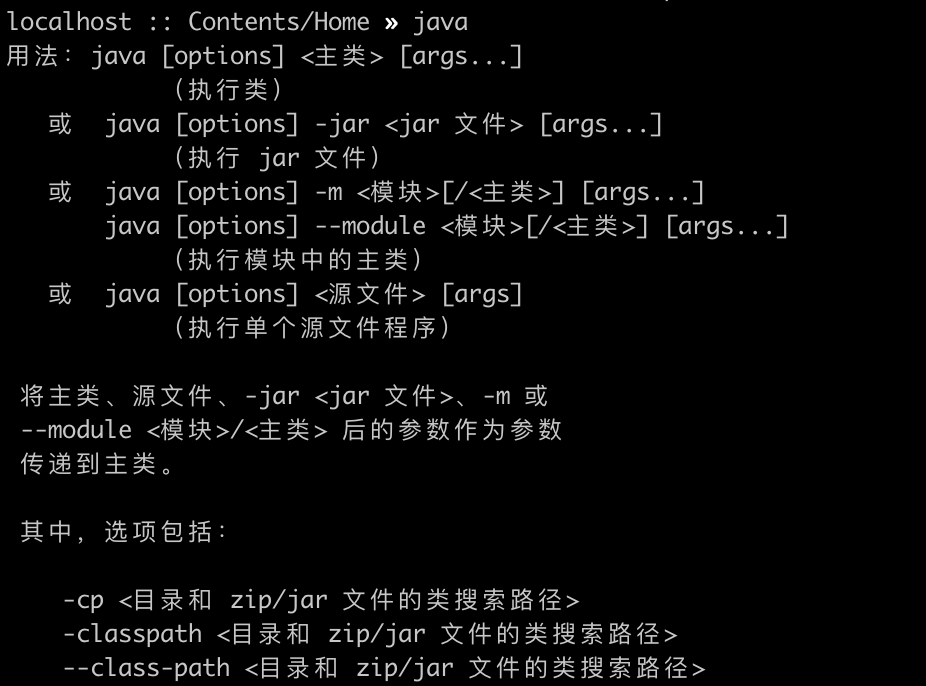 localhost :: Contents/Home » java
用法：java [options] <主类> [args...]
（执行类）
或 java [options] -jar <jar 文件> [args...]
（执行 jar 文件）
或 java [options] -m <模块>[/<主类>] [args...]
java [options] --module <模块>[/<主类>] [args...]
（执行模块中的主类）
或 java [options] <源文件> [args]
（执行单个源文件程序）
将主类、源文件、-jar <jar 文件>、-m 或
--module <模块>/<主类> 后的参数作为参数
传递到主类。
其中，选项包括：
-cp <目录和 zip/jar 文件的类搜索路径>
-classpath <目录和 zip/jar 文件的类搜索路径>
--class-path <目录和 zip/jar 文件的类搜索路径>